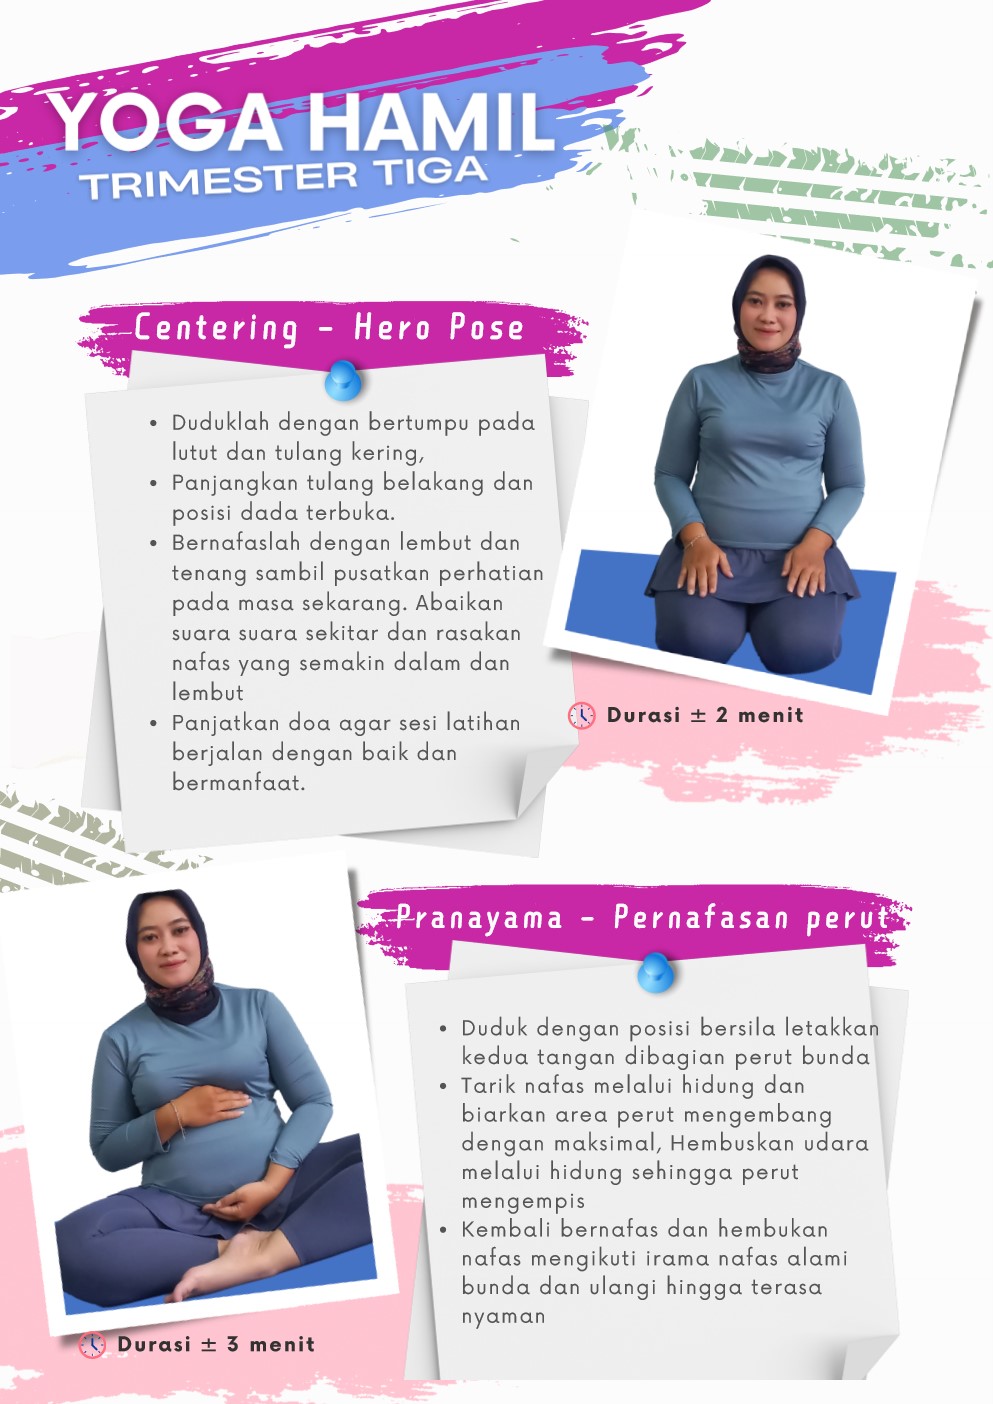 YOGA HAMIL
TRIMESTER TIGA
Centering - Hero Pose
• Duduklah dengan bertumpu pada
lutut dan tulang kering,
• Panjangkan tulang belakang dan
posisi dada terbuka.
• Bernafaslah dengan lembut dan
tenang sambil pusatkan perhatian
pada masa sekarang. Abaikan
suara suara sekitar dan rasakan
nafas yang semakin dalam dan
lembut
• Panjatkan doa agar sesi latihan
berjalan dengan baik dan
bermanfaat.
Durasi ± 2 menit
Pranayama - Pernafasan perut
• Duduk dengan posisi bersila letakkan
kedua tangan dibagian perut bunda
• Tarik nafas melalui hidung dan
biarkan area perut mengembang
dengan maksimal, Hembuskan udara
melalui hidung sehingga perut
mengempis
• Kembali bernafas dan hembukan
nafas mengikuti irama nafas alami
bunda dan ulangi hingga terasa
nyaman
Durasi ± 3 menit